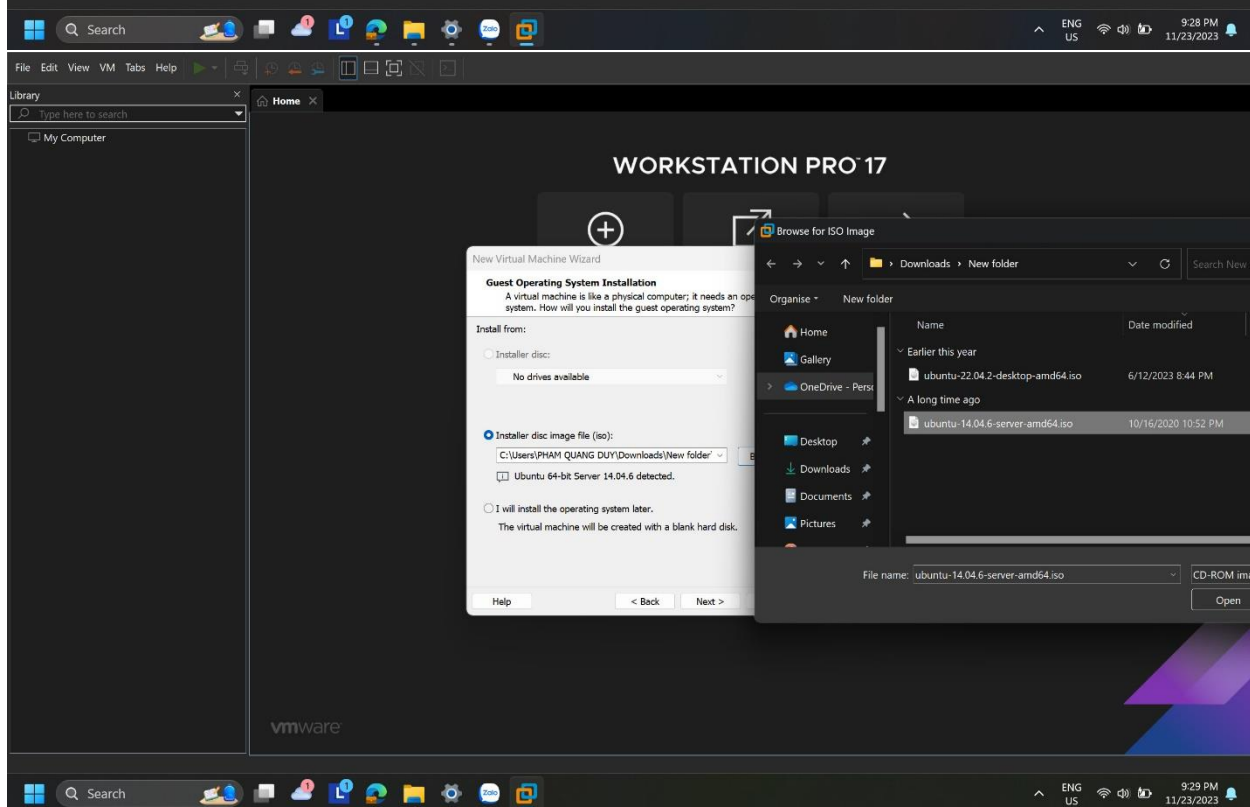 Search
ENG
US
9:28 PM
11/23/2023
File Edit View VM Tabs Help
Library
Type here to search
My Computer
Home
WORKSTATION PRO™ 17
New Virtual Machine Wizard
Guest Operating System Installation
A virtual machine is like a physical computer; it needs an ope
system. How will you install the guest operating system?
Install from:
Installer disc:
No drives available
Installer disc image file (iso):
C:\Users\PHAM QUANG DUY\Downloads\New folder\
Ubuntu 64-bit Server 14.04.6 detected.
I will install the operating system later.
The virtual machine will be created with a blank hard disk.
Help < Back Next >
Browse for ISO Image
Downloads › New folder
Search New
Organise New folder
Home
Gallery
OneDrive - Perso
Desktop
Downloads
Documents
Pictures
Name Date modified
Earlier this year
ubuntu-22.04.2-desktop-amd64.iso 6/12/2023 8:44 PM
A long time ago
ubuntu-14.04.6-server-amd64.iso 10/16/2020 10:52 PM
File name: ubuntu-14.04.6-server-amd64.iso CD-ROM ima
Open
vmware
Search
Zalo
ENG
US
9:29 PM
11/23/2023